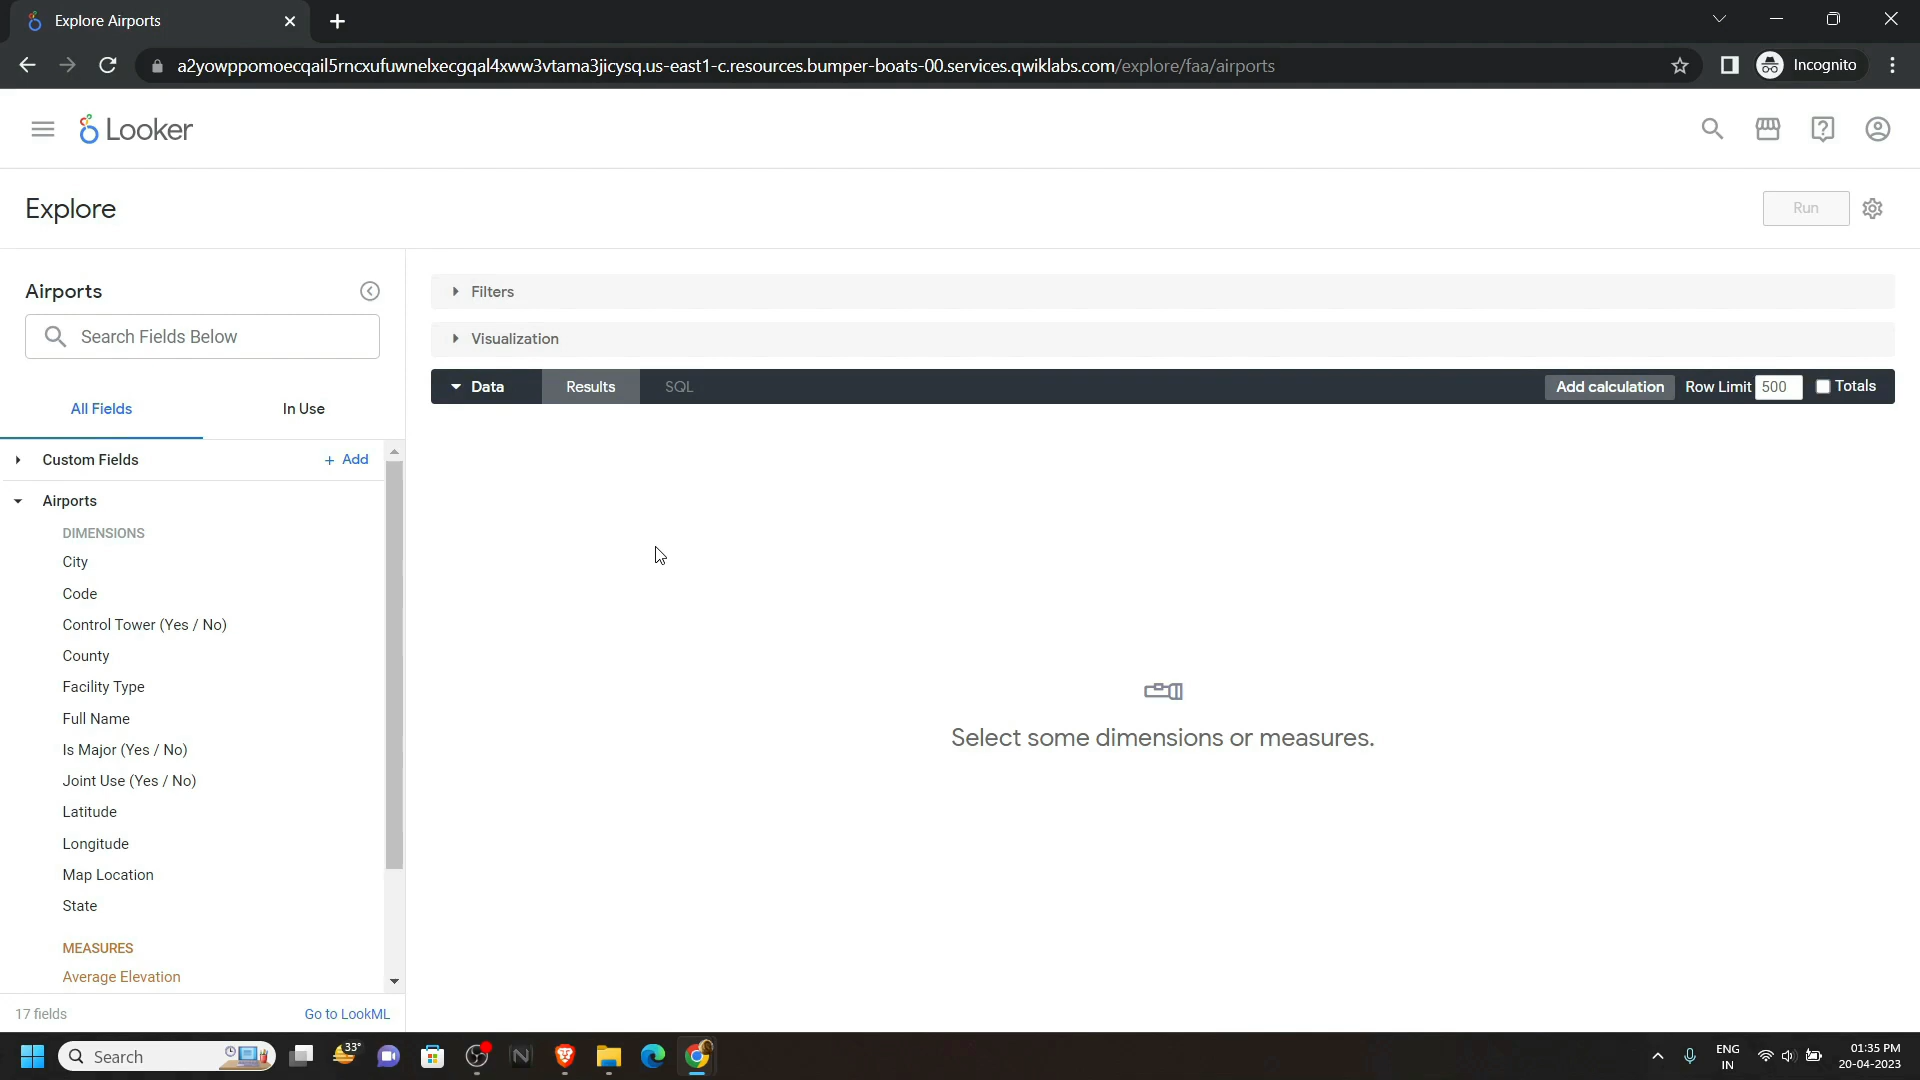 Explore Airports
a2yowppomoecqail5rncxufuwnelxecgqal4xww3vtama3jicysq.us-east1-c.resources.bumper-boats-00.services.qwiklabs.com/explore/faa/airports
Incognito
Looker
Explore
Run
Airports
Search Fields Below
All Fields
In Use
Custom Fields
+ Add
Airports
DIMENSIONS
City
Code
Control Tower (Yes / No)
County
Facility Type
Full Name
Is Major (Yes / No)
Joint Use (Yes / No)
Latitude
Longitude
Map Location
State
MEASURES
Average Elevation
17 fields
Go to LookML
Filters
Visualization
Data
Results
SQL
Add calculation
Row Limit 500
Totals
Select some dimensions or measures.
Search
33°
ENG
IN
01:35 PM
20-04-2023